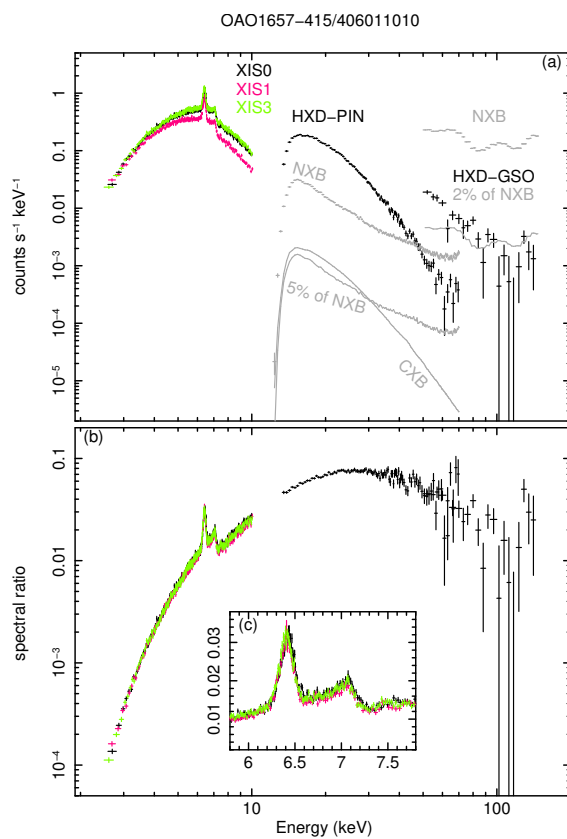 OAO1657−415/406011010
(a)
XIS0
XIS1
XIS3
HXD−PIN
NXB
NXB
HXD−GSO
2% of NXB
5% of NXB
CXB
counts s⁻¹ keV⁻¹
1
0.1
0.01
10⁻³
10⁻⁴
10⁻⁵
(b)
spectral ratio
0.1
0.01
10⁻³
10⁻⁴
(c)
0.03
0.02
0.01
6 6.5 7 7.5
10 100
Energy (keV)